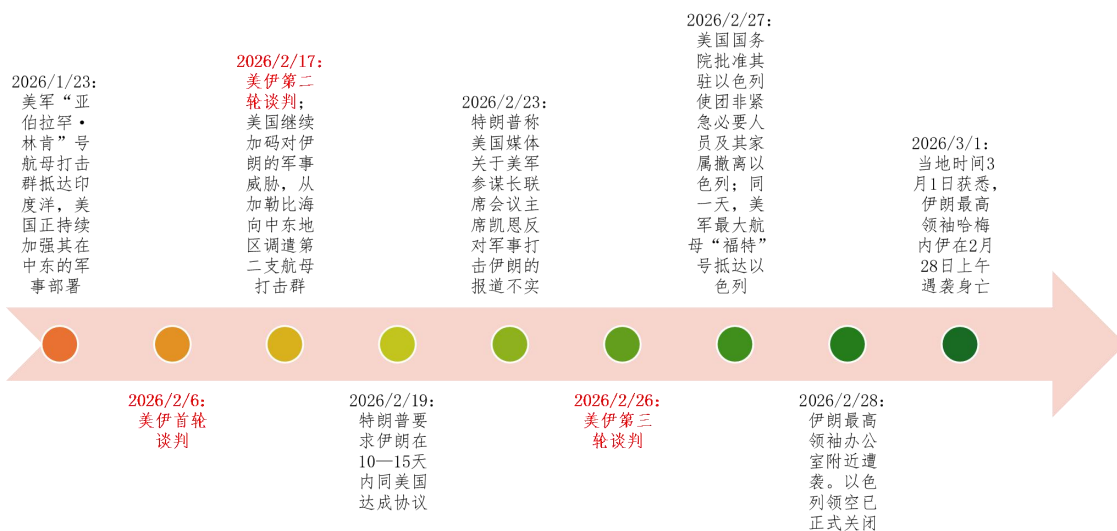 2026/1/23:
美军“亚
伯拉罕·
林肯”号
航母打击
群抵达印
度洋，美
国正持续
加强其在
中东的军
事部署
2026/2/6:
美伊首轮
谈判
2026/2/17:
美伊第二
轮谈判；
美国继续
加码对伊
朗的军事
威胁，从
加勒比海
向中东地
区调遣第
二支航母
打击群
2026/2/19:
特朗普要
求伊朗在
10—15天
内同美国
达成协议
2026/2/23:
特朗普称
美国媒体
关于美军
参谋长联
席会议主
席凯恩反
对军事打
击伊朗的
报道不实
2026/2/26:
美伊第三
轮谈判
2026/2/27:
美国国务
院批准其
驻以色列
使团非紧
急必要人
员及其家
属撤离以
色列；同
一天，美
军最大航
母“福特”
号抵达以
色列
2026/2/28:
伊朗最高
领袖办公
室附近遭
袭。以色
列领空已
正式关闭
2026/3/1:
当地时间3
月1日获悉，
伊朗最高
领袖哈梅
内伊在2月
28日上午
遇袭身亡